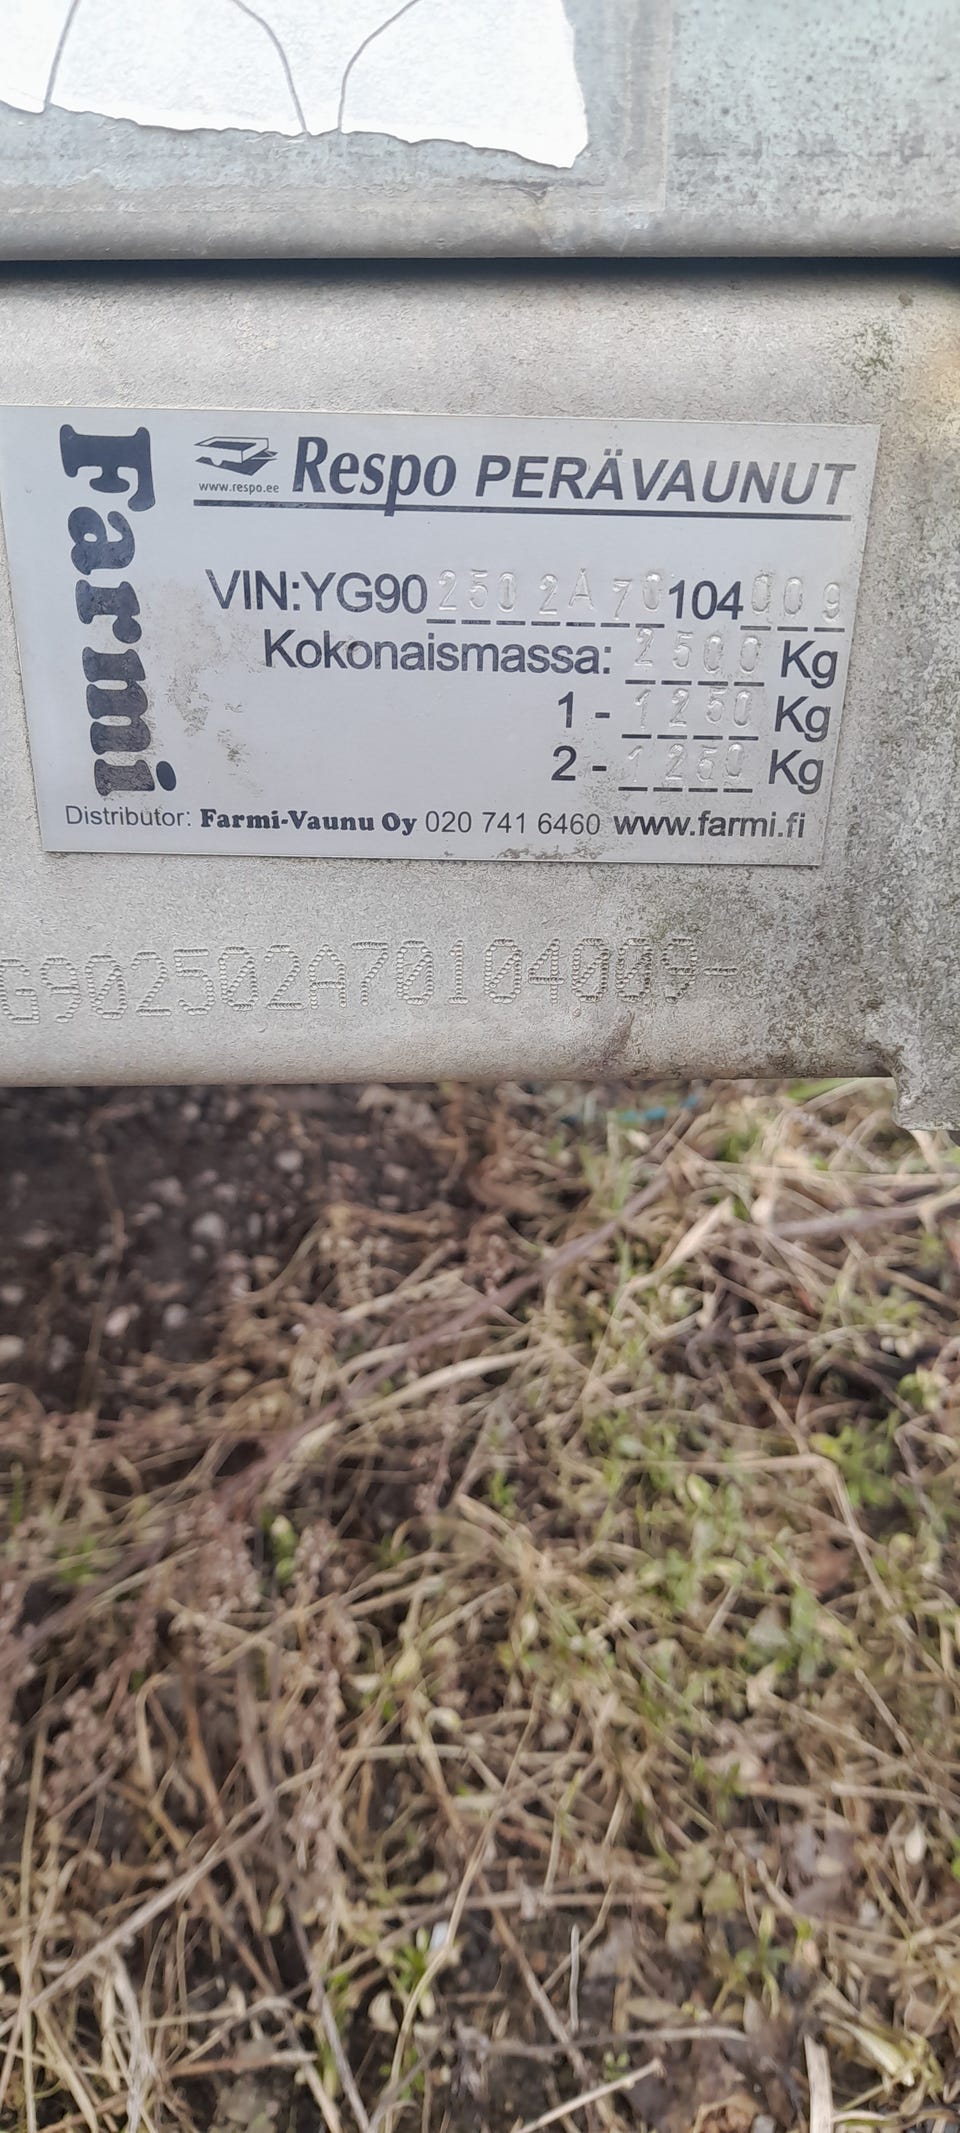 Farmi
www.respo.ee
Respo PERÄVAUNUT
VIN:YG902502A70104009
Kokonaismassa: 2500 Kg
1 - 1250 Kg
2 - 1250 Kg
Distributor: Farmi-Vaunu Oy 020 741 6460 www.farmi.fi
G902502A70104009-